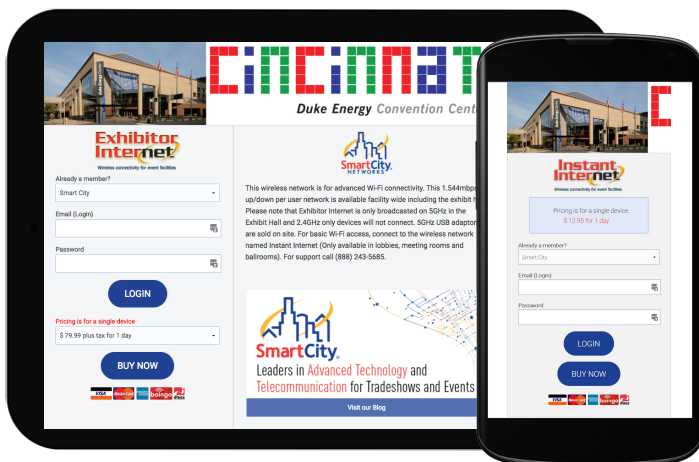 cincinnat
Duke Energy Convention Cent
Exhibitor
Internet
Wireless connectivity for event facilities
Already a member?
Smart City
Email (Login)
Password
LOGIN
Pricing is for a single device
$ 79.99 plus tax for 1 day
BUY NOW
VISA MasterCard boingo
SmartCity
NETWORKS
This wireless network is for advanced Wi-Fi connectivity. This 1.544mbps
up/down per user network is available facility wide including the exhibit h
Please note that Exhibitor Internet is only broadcasted on 5GHz in the
Exhibit Hall and 2.4GHz only devices will not connect. 5GHz USB adaptor
are sold on site. For basic Wi-Fi access, connect to the wireless network
named Instant Internet (Only available in lobbies, meeting rooms and
ballrooms). For support call (888) 243-5685.
SmartCity.
Leaders in Advanced Technology and
Telecommunication for Tradeshows and Events
Visit our Blog
c
Instant
Internet
Wireless connectivity for event facilities
Pricing is for a single device
$ 12.95 for 1 day
Already a member?
Smart City
Email (Login)
Password
LOGIN
BUY NOW
VISA MasterCard boingo